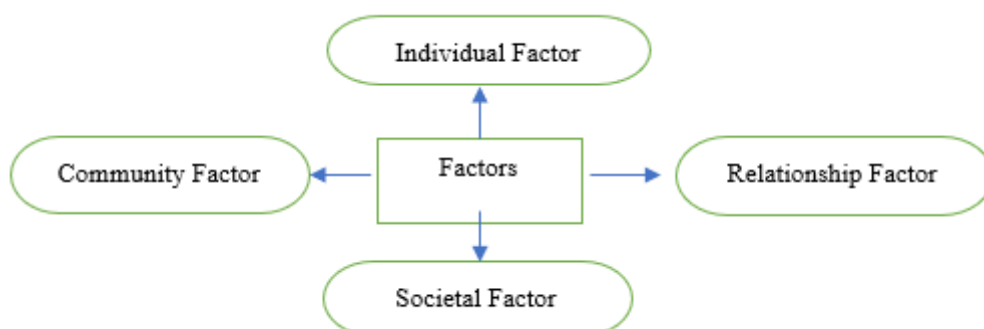 Individual Factor
Community Factor
Factors
Relationship Factor
Societal Factor